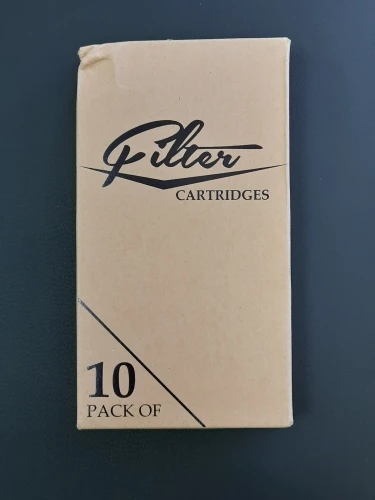 Filter
CARTRIDGES
10
PACK OF